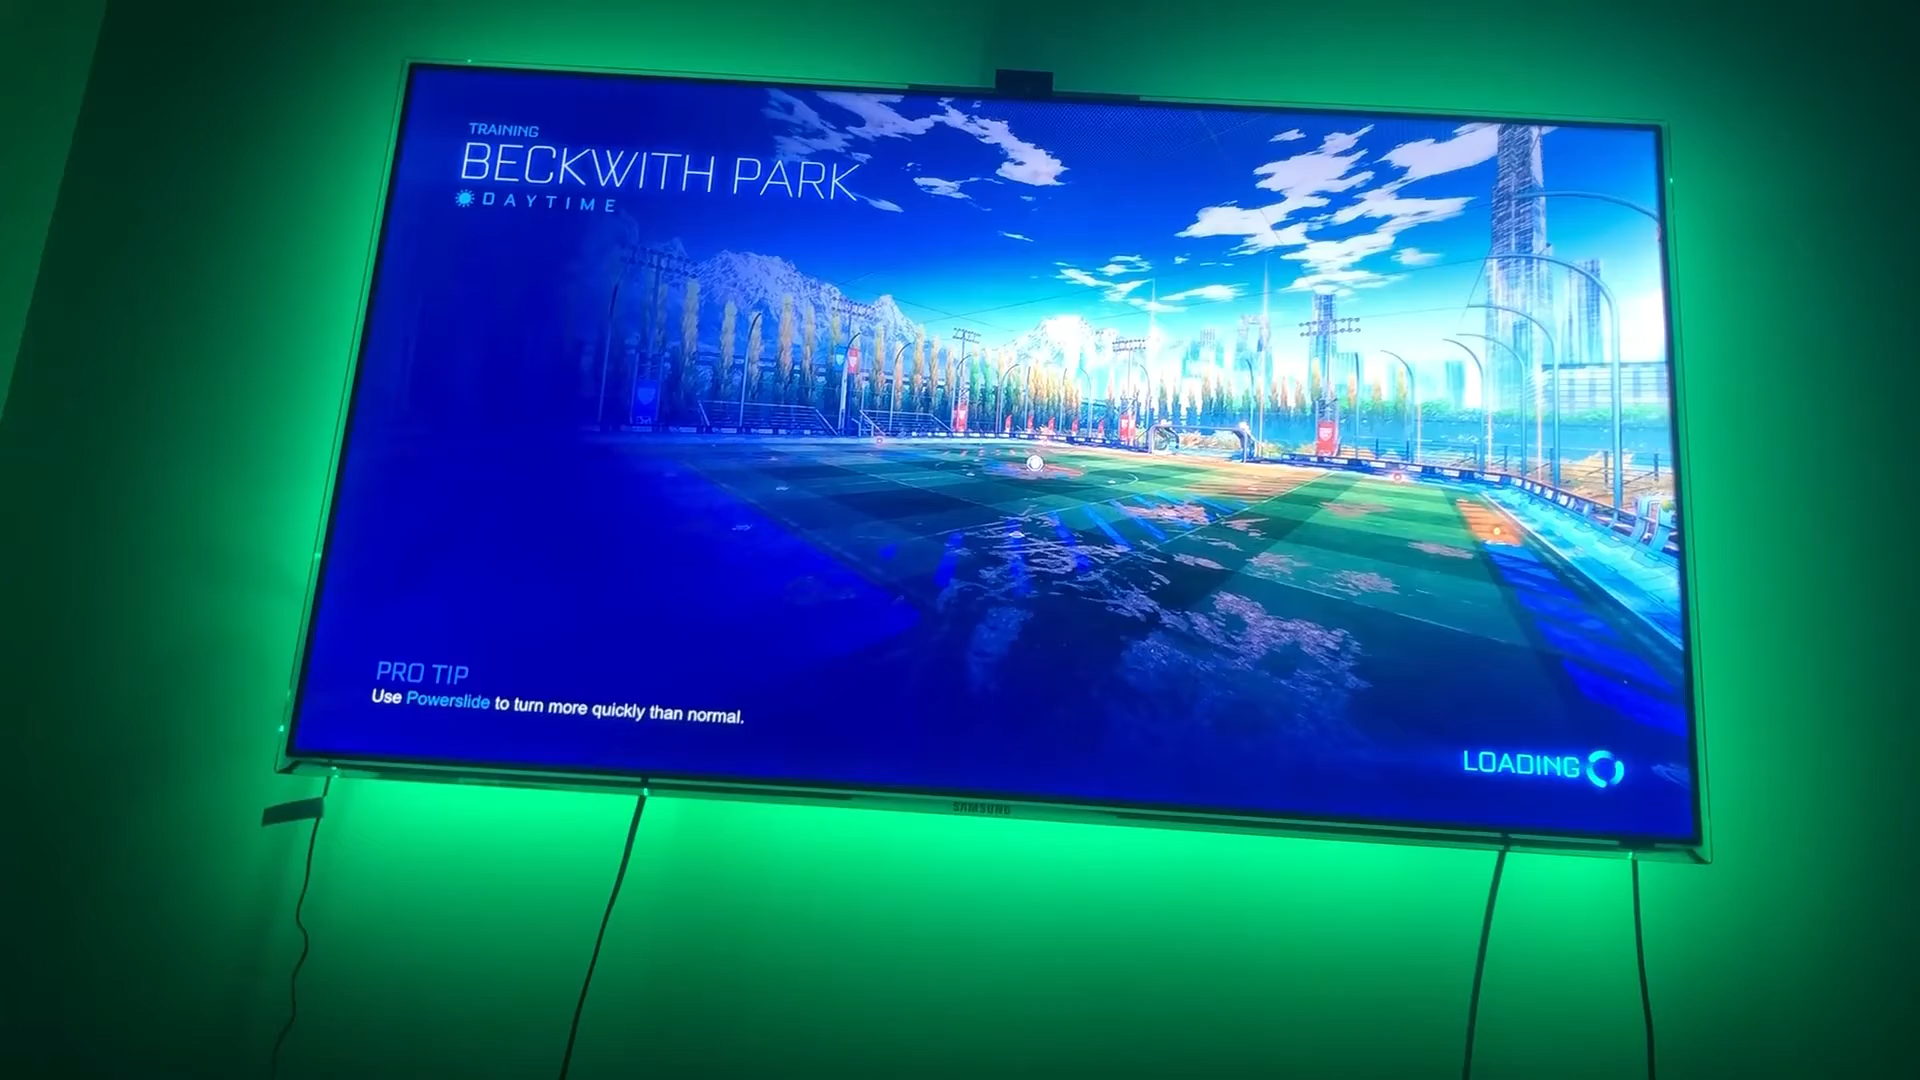 TRAINING
BECKWITH PARK
DAYTIME
PRO TIP
Use Powerslide to turn more quickly than normal.
LOADING
SAMSUNG